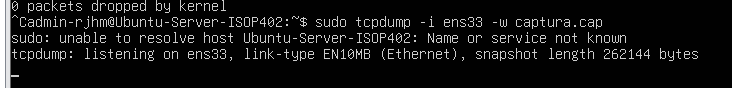 0 packets dropped by kernel
^Cadmin-rjhm@Ubuntu-Server-ISOP402:~$ sudo tcpdump -i ens33 -w captura.cap
sudo: unable to resolve host Ubuntu-Server-ISOP402: Name or service not known
tcpdump: listening on ens33, link-type EN10MB (Ethernet), snapshot length 262144 bytes